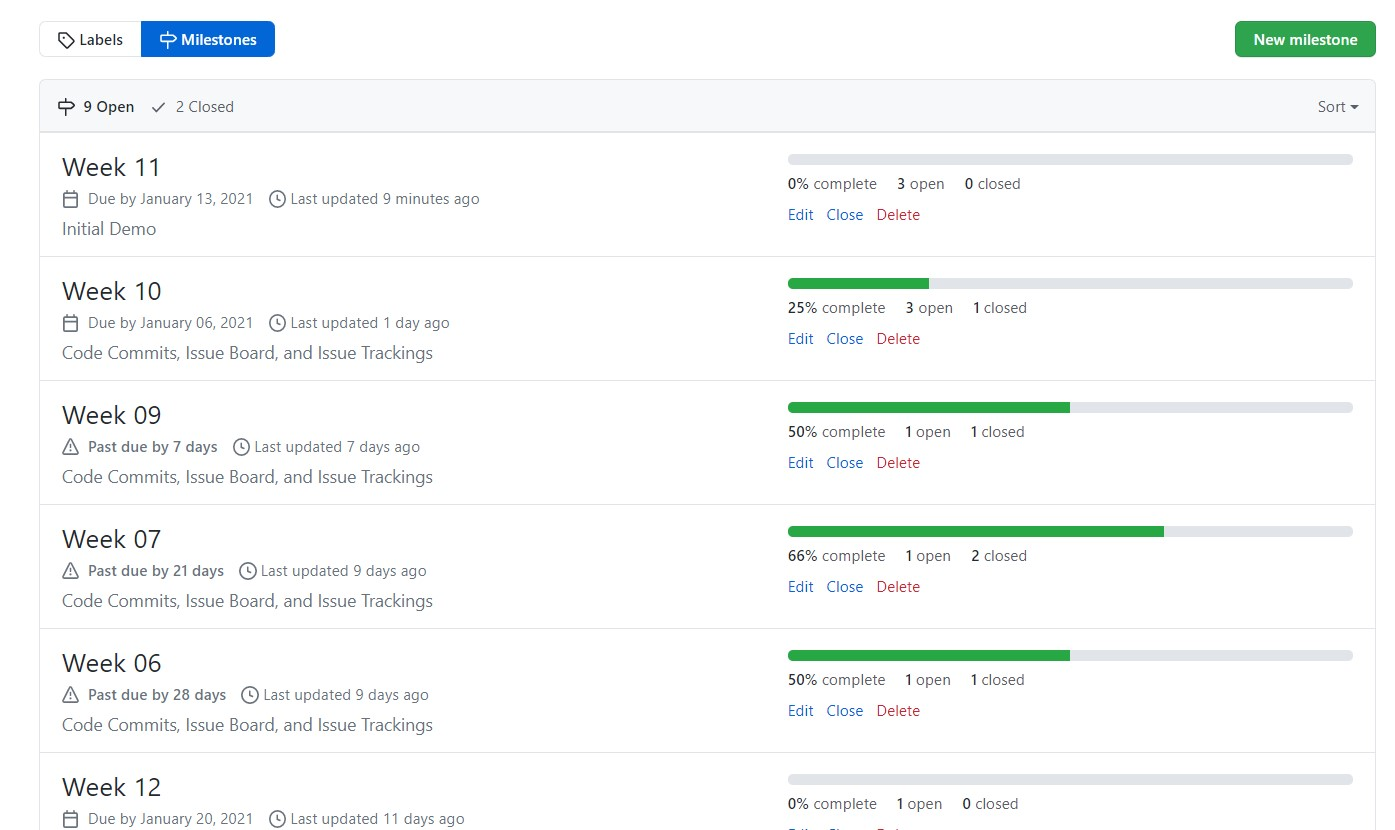 Labels Milestones New milestone
9 Open 2 Closed Sort
Week 11
Due by January 13, 2021 Last updated 9 minutes ago
Initial Demo
0% complete 3 open 0 closed
Edit Close Delete
Week 10
Due by January 06, 2021 Last updated 1 day ago
Code Commits, Issue Board, and Issue Trackings
25% complete 3 open 1 closed
Edit Close Delete
Week 09
Past due by 7 days Last updated 7 days ago
Code Commits, Issue Board, and Issue Trackings
50% complete 1 open 1 closed
Edit Close Delete
Week 07
Past due by 21 days Last updated 9 days ago
Code Commits, Issue Board, and Issue Trackings
66% complete 1 open 2 closed
Edit Close Delete
Week 06
Past due by 28 days Last updated 9 days ago
Code Commits, Issue Board, and Issue Trackings
50% complete 1 open 1 closed
Edit Close Delete
Week 12
Due by January 20, 2021 Last updated 11 days ago
0% complete 1 open 0 closed